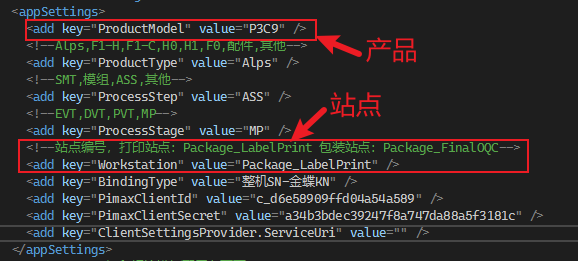 <appSettings>
<add key="ProductModel" value="P3C9" />
<!--Alps,F1-H,F1-C,H0,H1,F0,配件,其他-->
产品
<add key="ProductType" value="Alps" />
<!--SMT,模组,ASS,其他-->
<add key="ProcessStep" value="ASS" />
<!--EVT,DVT,PVT,MP-->
站点
<add key="ProcessStage" value="MP" />
<!--站点编号, 打印站点: Package_LabelPrint 包装站点: Package_FinalOQC-->
<add key="Workstation" value="Package_LabelPrint" />
<add key="BindingType" value="整机SN-金蝶KN" />
<add key="PimaxClientId" value="c_d6e58909ffd04a54a589" />
<add key="PimaxClientSecret" value="a34b3bdec39247f8a747da88a5f3181c" />
<add key="ClientSettingsProvider.ServiceUri" value="" />
</appSettings>